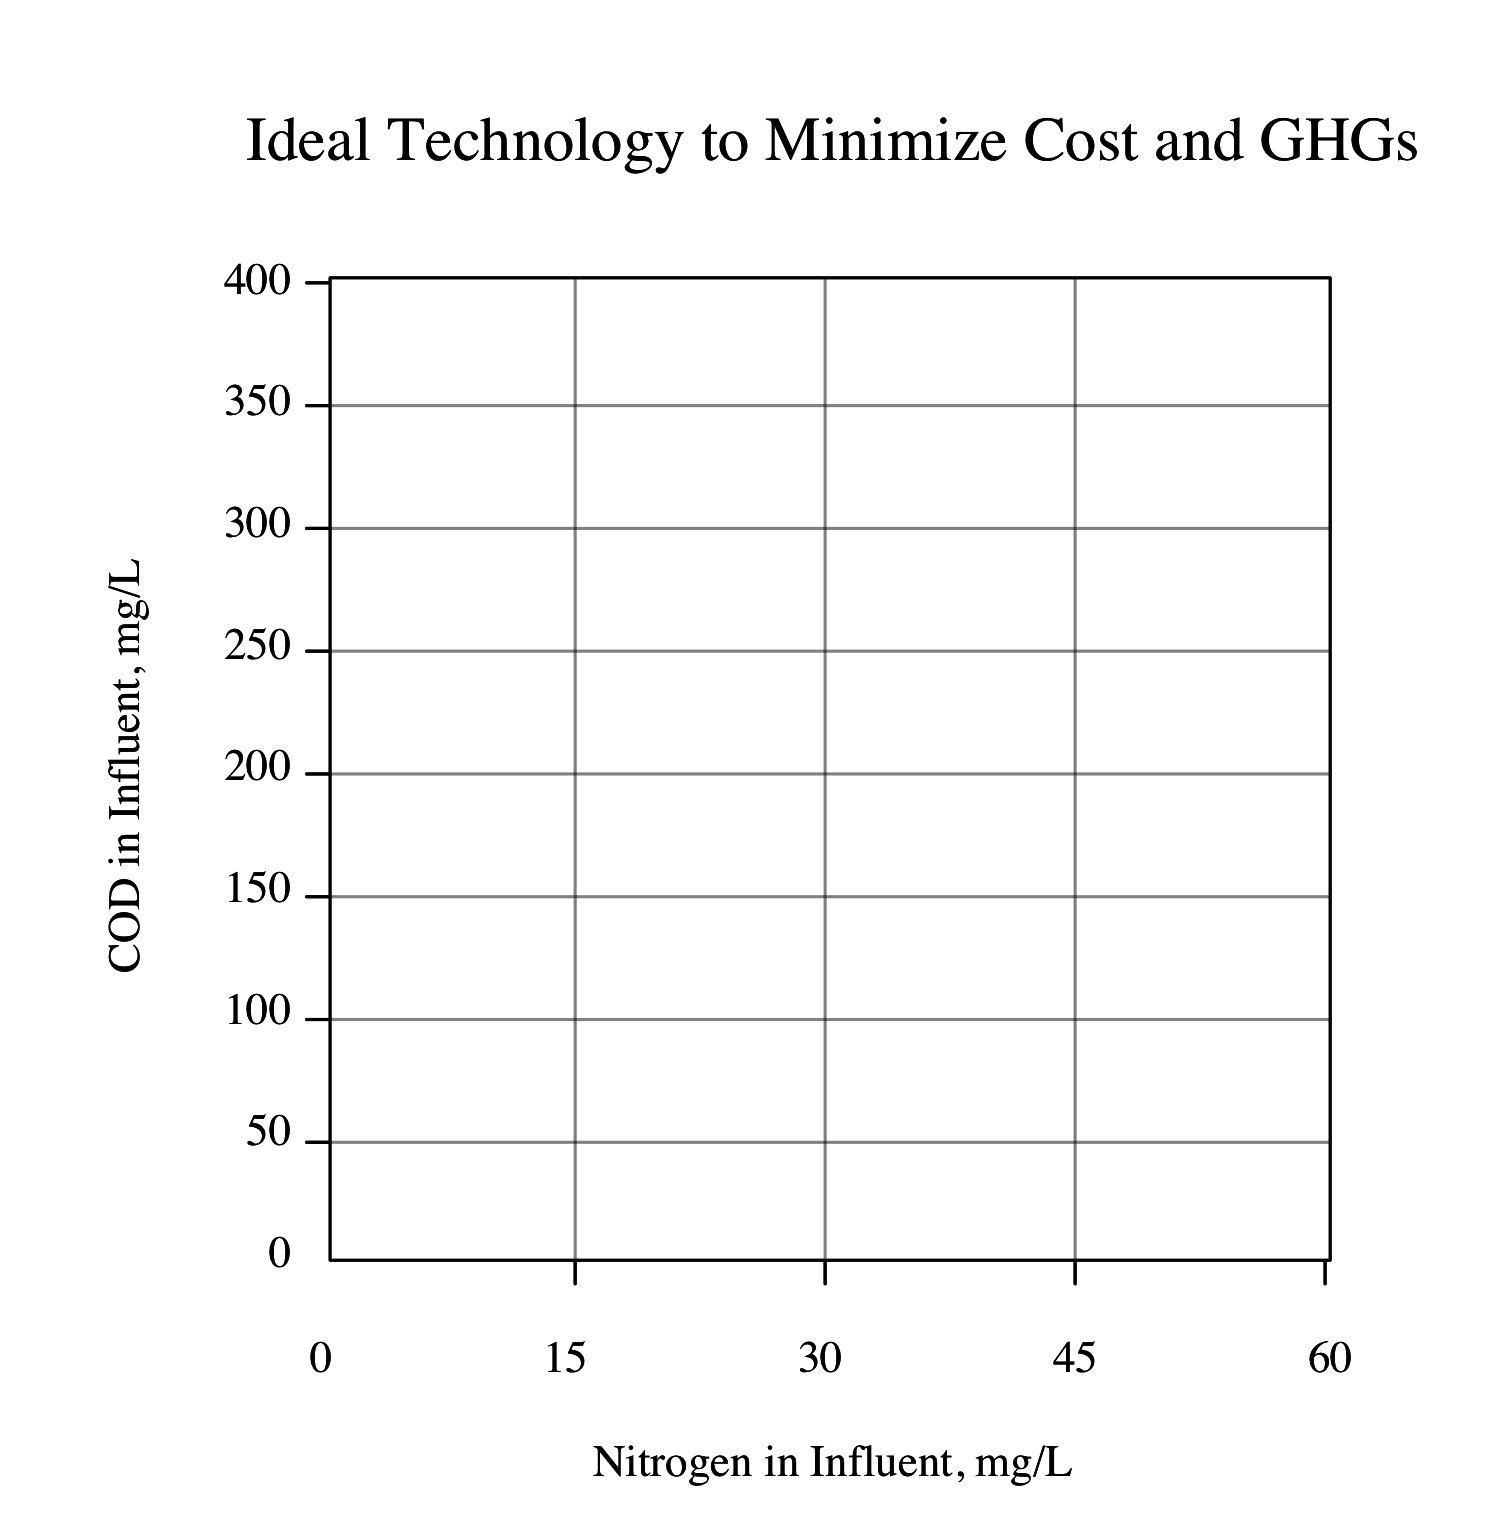 Ideal Technology to Minimize Cost and GHGs
400
350
300
250
200
150
100
50
0
COD in Influent, mg/L
0 15 30 45 60
Nitrogen in Influent, mg/L